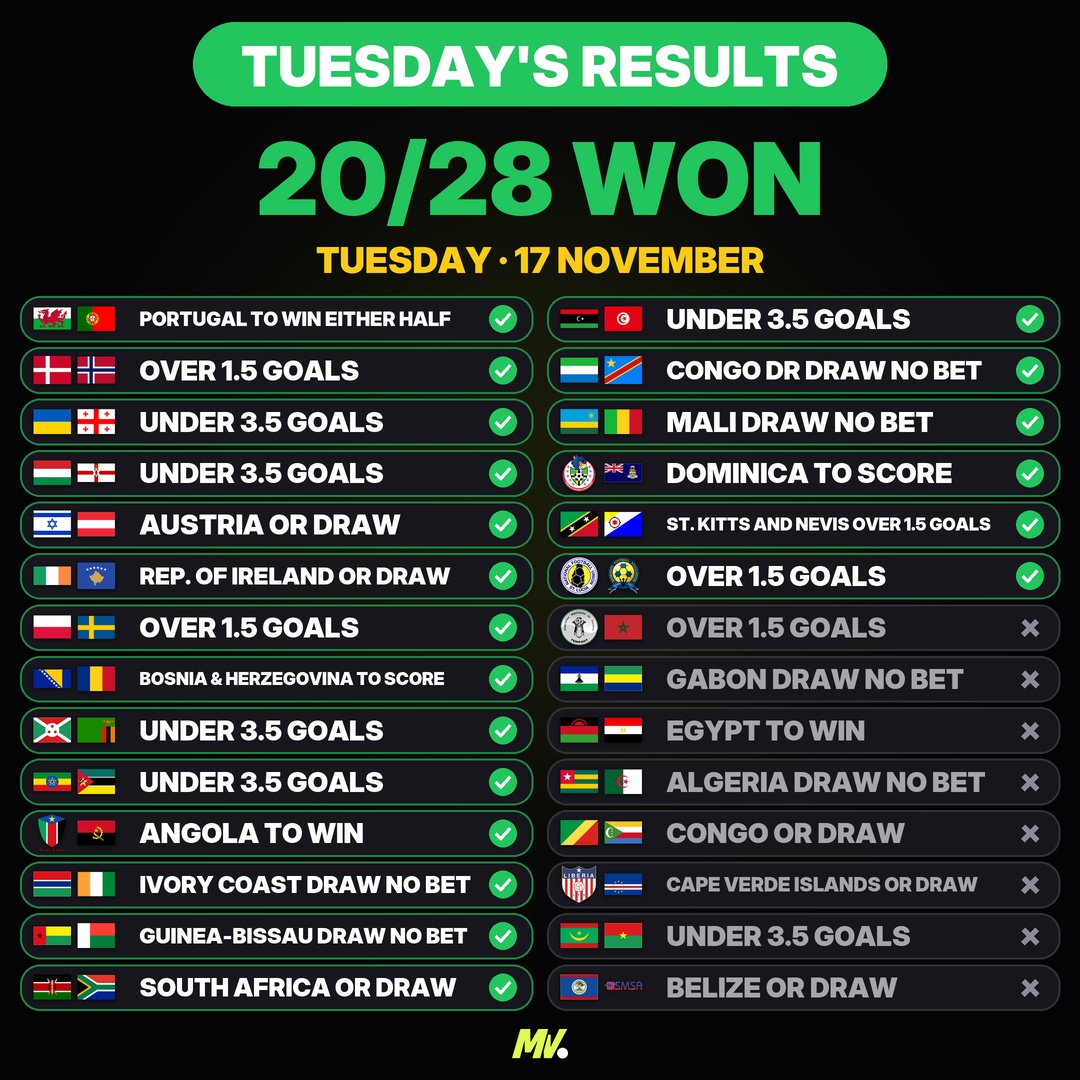 TUESDAY'S RESULTS
20/28 WON
TUESDAY · 17 NOVEMBER
PORTUGAL TO WIN EITHER HALF
OVER 1.5 GOALS
UNDER 3.5 GOALS
UNDER 3.5 GOALS
AUSTRIA OR DRAW
REP. OF IRELAND OR DRAW
OVER 1.5 GOALS
BOSNIA & HERZEGOVINA TO SCORE
UNDER 3.5 GOALS
UNDER 3.5 GOALS
ANGOLA TO WIN
IVORY COAST DRAW NO BET
GUINEA-BISSAU DRAW NO BET
SOUTH AFRICA OR DRAW
UNDER 3.5 GOALS
CONGO DR DRAW NO BET
MALI DRAW NO BET
DOMINICA TO SCORE
ST. KITTS AND NEVIS OVER 1.5 GOALS
OVER 1.5 GOALS
OVER 1.5 GOALS
GABON DRAW NO BET
EGYPT TO WIN
ALGERIA DRAW NO BET
CONGO OR DRAW
LIBERIA
CAPE VERDE ISLANDS OR DRAW
UNDER 3.5 GOALS
SMSA
BELIZE OR DRAW
MV.